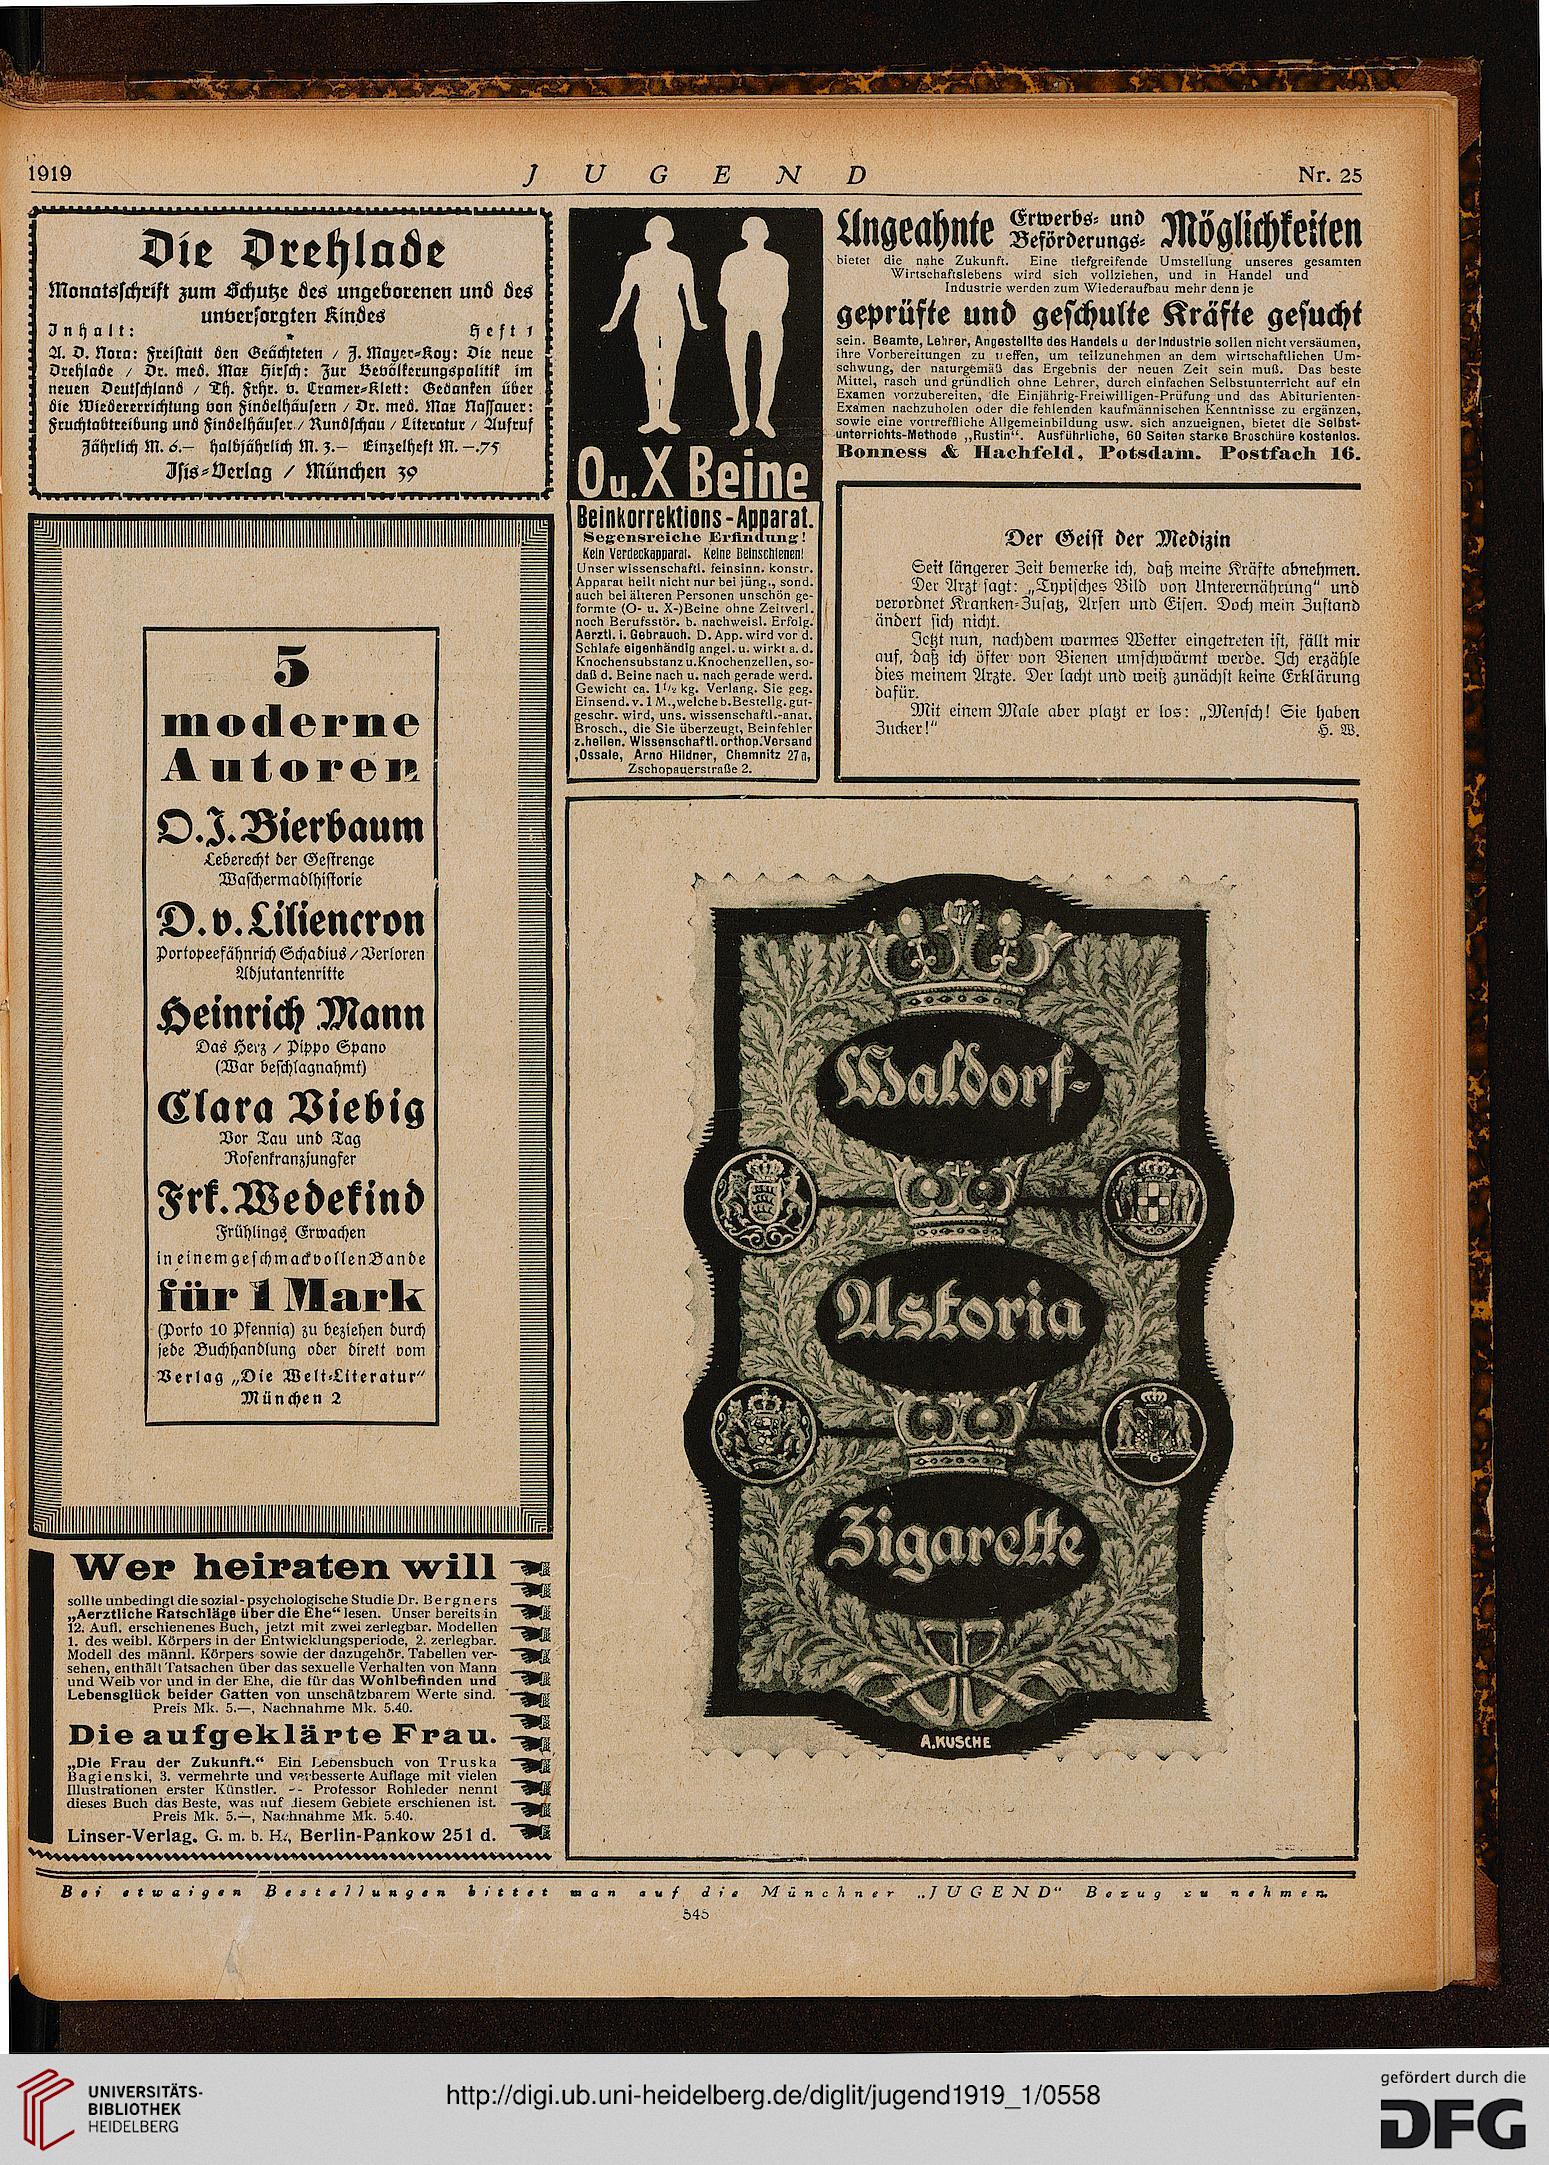 1919
JUGEND
Nr. 25
Die Drehlade
Monatsschrift zum Schutze des ungeborenen und des
unversorgten Kindes
Inhalt: Heft 1
A. D. Nora: Freistatt den Geächteten / J. Mayer-Koy: Die neue
Drehlade / Dr. med. Max Hirsch: Zur Bevölkerungspolitik im
neuen Deutschland / Th. Frhr. v. Cramer-Klett: Gedanken über
die Wiedererrichtung von Findelhäusern / Dr. med. Max Nassauer:
Fruchtabtreibung und Findelhäuser / Rundschau / Literatur / Aufruf
Jährlich M. 6.— halbjährlich M. 3.— Einzelheft M. —.75
Isis-Verlag / München 39
5
moderne
Autoren
O.J.Bierbaum
Leberecht der Gestrenge
Waschermadlhistorie
D.v.Liliencron
Portopeefähnrich Schadius / Verloren
Adjutantenritte
Heinrich Mann
Das Herz / Pippo Spano
(War beschlagnahmt)
Clara Viebig
Vor Tau und Tag
Rosenkranzjungfer
Frk.Wedekind
Frühlings Erwachen
in einem geschmackvollen Bande
für 1 Mark
(Porto 10 Pfennig) zu beziehen durch
jede Buchhandlung oder direkt vom
Verlag „Die Welt-Literatur"
München 2
Wer heiraten will
sollte unbedingt die sozial-psychologische Studie Dr. Bergners
„Aerztliche Ratschläge über die Ehe“ lesen. Unser bereits in
12. Aufl. erschienenes Buch, jetzt mit zwei zerlegbar. Modellen
1. des weibl. Körpers in der Entwicklungsperiode, 2. zerlegbar.
Modell des männl. Körpers sowie der dazugehör. Tabellen ver-
sehen, enthält Tatsachen über das sexuelle Verhalten von Mann
und Weib vor und in der Ehe, die für das Wohlbefinden und
Lebensglück beider Gatten von unschätzbarem Werte sind.
Preis Mk. 5.—, Nachnahme Mk. 5.40.
Die aufgeklärte Frau.
„Die Frau der Zukunft.“ Ein Lebensbuch von Truska
Bagienski, 3. vermehrte und verbesserte Auflage mit vielen
Illustrationen erster Künstler. -- Professor Rohleder nennt
dieses Buch das Beste, was auf diesem Gebiete erschienen ist.
Preis Mk. 5.—, Nachnahme Mk. 5.40.
Linser-Verlag, G. m. b. H., Berlin-Pankow 251 d.
O u. X Beine
Beinkorrektions-Apparat.
Segensreiche Erfindung!
Kein Verdeckapparat. Keine Beinschienen!
Unser wissenschaftl. feinsinn. konstr.
Apparat heilt nicht nur bei jüng., sond.
auch bei älteren Personen unschön ge-
formte (O- u. X-)Beine ohne Zeitverl.
noch Berufsstör. b. nachweisl. Erfolg.
Aerztl. i. Gebrauch. D. App. wird vor d.
Schlafe eigenhändig angel. u. wirkt a. d.
Knochensubstanz u. Knochenzellen, so-
daß d. Beine nach u. nach gerade werd.
Gewicht ca. 1½ kg. Verlang. Sie geg.
Einsend. v. 1 M., welche b. Bestellg. gut-
geschr. wird, uns. wissenschaftl.-anat.
Brosch., die Sie überzeugt, Beinfehler
z. heilen. Wissenschaftl. orthop. Versand
‚Ossale, Arno Hildner, Chemnitz 27a,
Zschopauerstraße 2.
Ungeahnte Erwerbs- und Beförderungs- Möglichkeiten
bietet die nahe Zukunft. Eine tiefgreifende Umstellung unseres gesamten
Wirtschaftslebens wird sich vollziehen, und in Handel und
Industrie werden zum Wiederaufbau mehr denn je
geprüfte und geschulte Kräfte gesucht
sein. Beamte, Lehrer, Angestellte des Handels u der Industrie sollen nicht versäumen,
ihre Vorbereitungen zu treffen, um teilzunehmen an dem wirtschaftlichen Um-
schwung, der naturgemäß das Ergebnis der neuen Zeit sein muß. Das beste
Mittel, rasch und gründlich ohne Lehrer, durch einfachen Selbstunterricht auf ein
Examen vorzubereiten, die Einjährig-Freiwilligen-Prüfung und das Abiturienten-
Examen nachzuholen oder die fehlenden kaufmännischen Kenntnisse zu ergänzen,
sowie eine vortreffliche Allgemeinbildung usw. sich anzueignen, bietet die Selbst-
unterrichts-Methode „Rustin“. Ausführliche, 60 Seiten starke Broschüre kostenlos.
Bonness & Hachfeld, Potsdam. Postfach 16.
Der Geist der Medizin
Seit längerer Zeit bemerke ich, daß meine Kräfte abnehmen.
Der Arzt sagt: „Typisches Bild von Unterernährung" und
verordnet Kranken-Zusatz, Arsen und Eisen. Doch mein Zustand
ändert sich nicht.
Jetzt nun, nachdem warmes Wetter eingetreten ist, fällt mir
auf, daß ich öfter von Bienen umschwärmt werde. Ich erzähle
dies meinem Arzte. Der lacht und weiß zunächst keine Erklärung
dafür.
Mit einem Male aber platzt er los: „Mensch! Sie haben
Zucker!" H. W.
Waldorf-
Astoria
Zigarette
A.KUSCHE
Bei etwaigen Bestellungen bittet man auf die Münchner „JUGEND“ Bezug zu nehmen.
545
UNIVERSITÄTS-
BIBLIOTHEK
HEIDELBERG
http://digi.ub.uni-heidelberg.de/diglit/jugend1919_1/0558
gefördert durch die
DFG